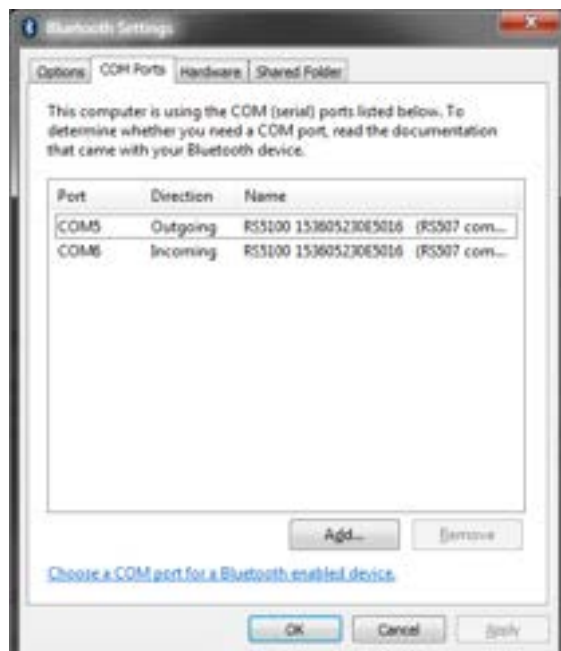 Bluetooth Settings
Options COM Ports Hardware Shared Folder
This computer is using the COM (serial) ports listed below. To
determine whether you need a COM port, read the documentation
that came with your Bluetooth device.
Port Direction Name
COM5 Outgoing RS5100 153605230E5016 (RS507 com...
COM6 Incoming RS5100 153605230E5016 (RS507 com...
Add... Remove
Choose a COM port for a Bluetooth enabled device.
OK Cancel Apply